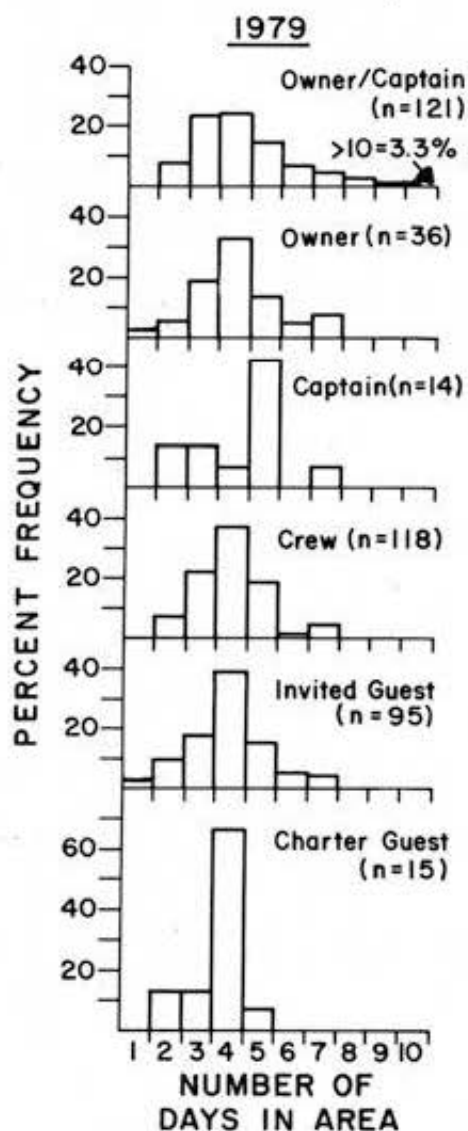 1979
40
20
Owner/Captain
(n=121)
>10=3.3%
40
20
Owner (n=36)
40
20
Captain(n=14)
40
20
Crew (n=118)
40
20
Invited Guest
(n=95)
60
40
20
Charter Guest
(n=15)
1 2 3 4 5 6 7 8 9 10
NUMBER OF
DAYS IN AREA
PERCENT FREQUENCY